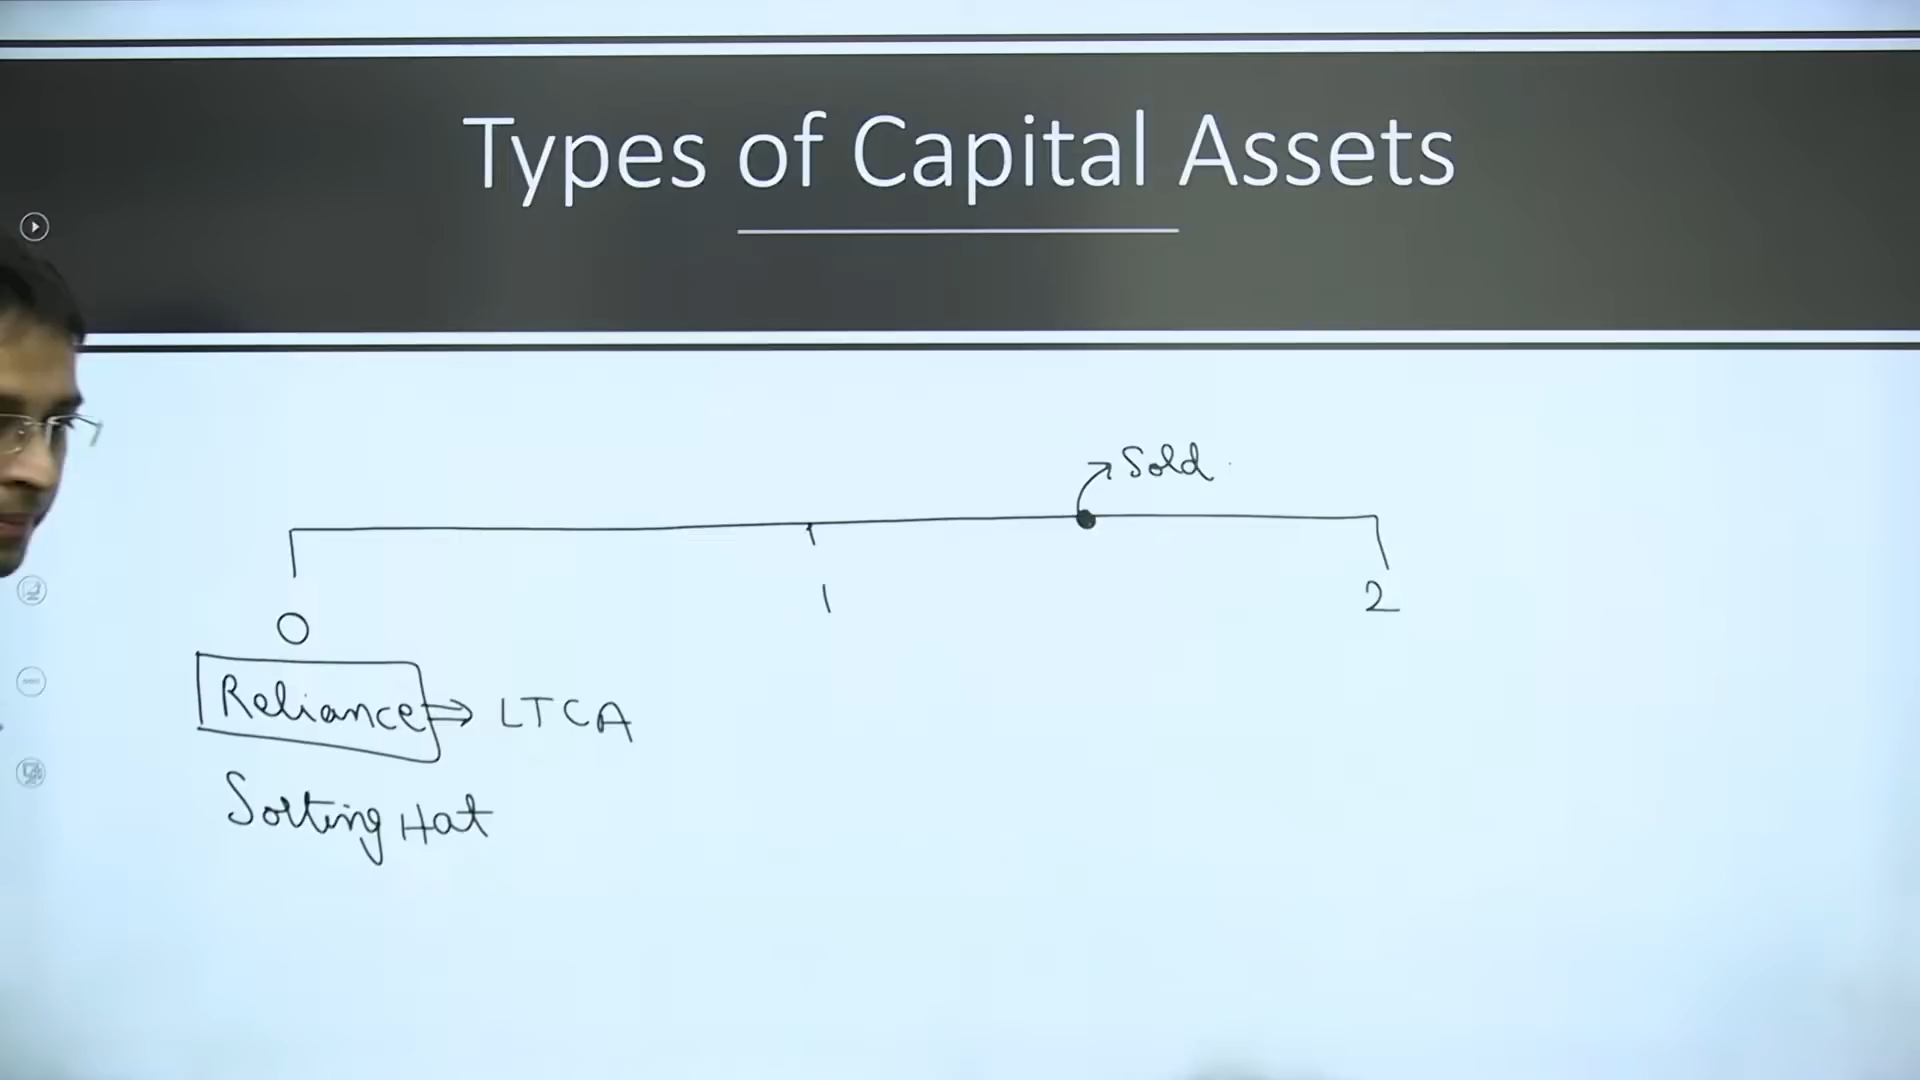 Types of Capital Assets
Sold
0 1 2
Reliance ⇒ LTCA
Sorting Hat